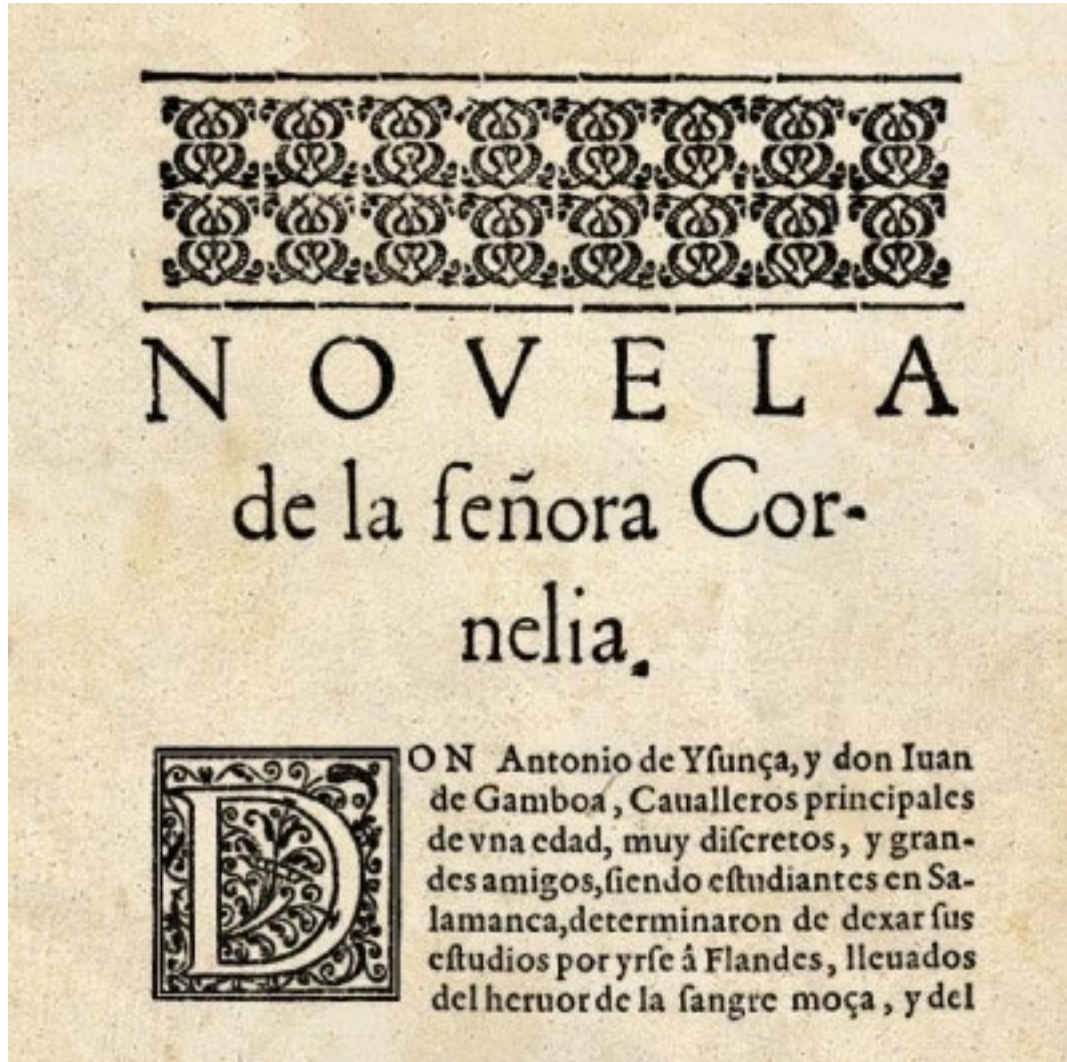 NOVELA
de la ſeñora Cor-
nelia.
DON Antonio de Yſunça, y don Iuan
de Gamboa, Caualleros principales
de vna edad, muy diſcretos, y gran-
des amigos, ſiendo eſtudiantes en Sa-
lamanca, determinaron de dexar ſus
eſtudios por yrſe â Flandes, lleuados
del heruor de la ſangre moça, y del